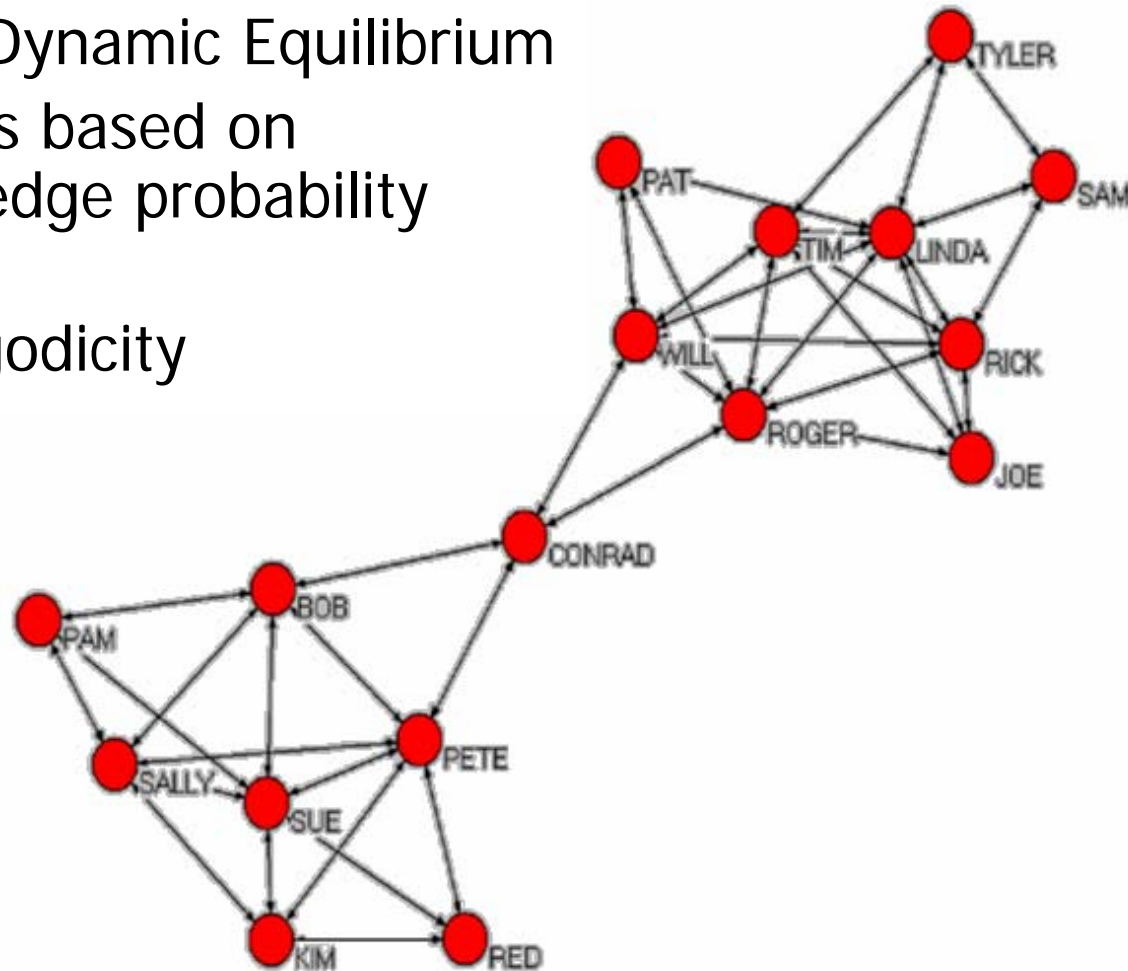 Dynamic Equilibrium
s based on
edge probability
godicity
TYLER
PAT
SAM
TIM
LINDA
WILL
RICK
ROGER
JOE
CONRAD
BOB
PAM
PETE
SALLY
SUE
KIM
RED